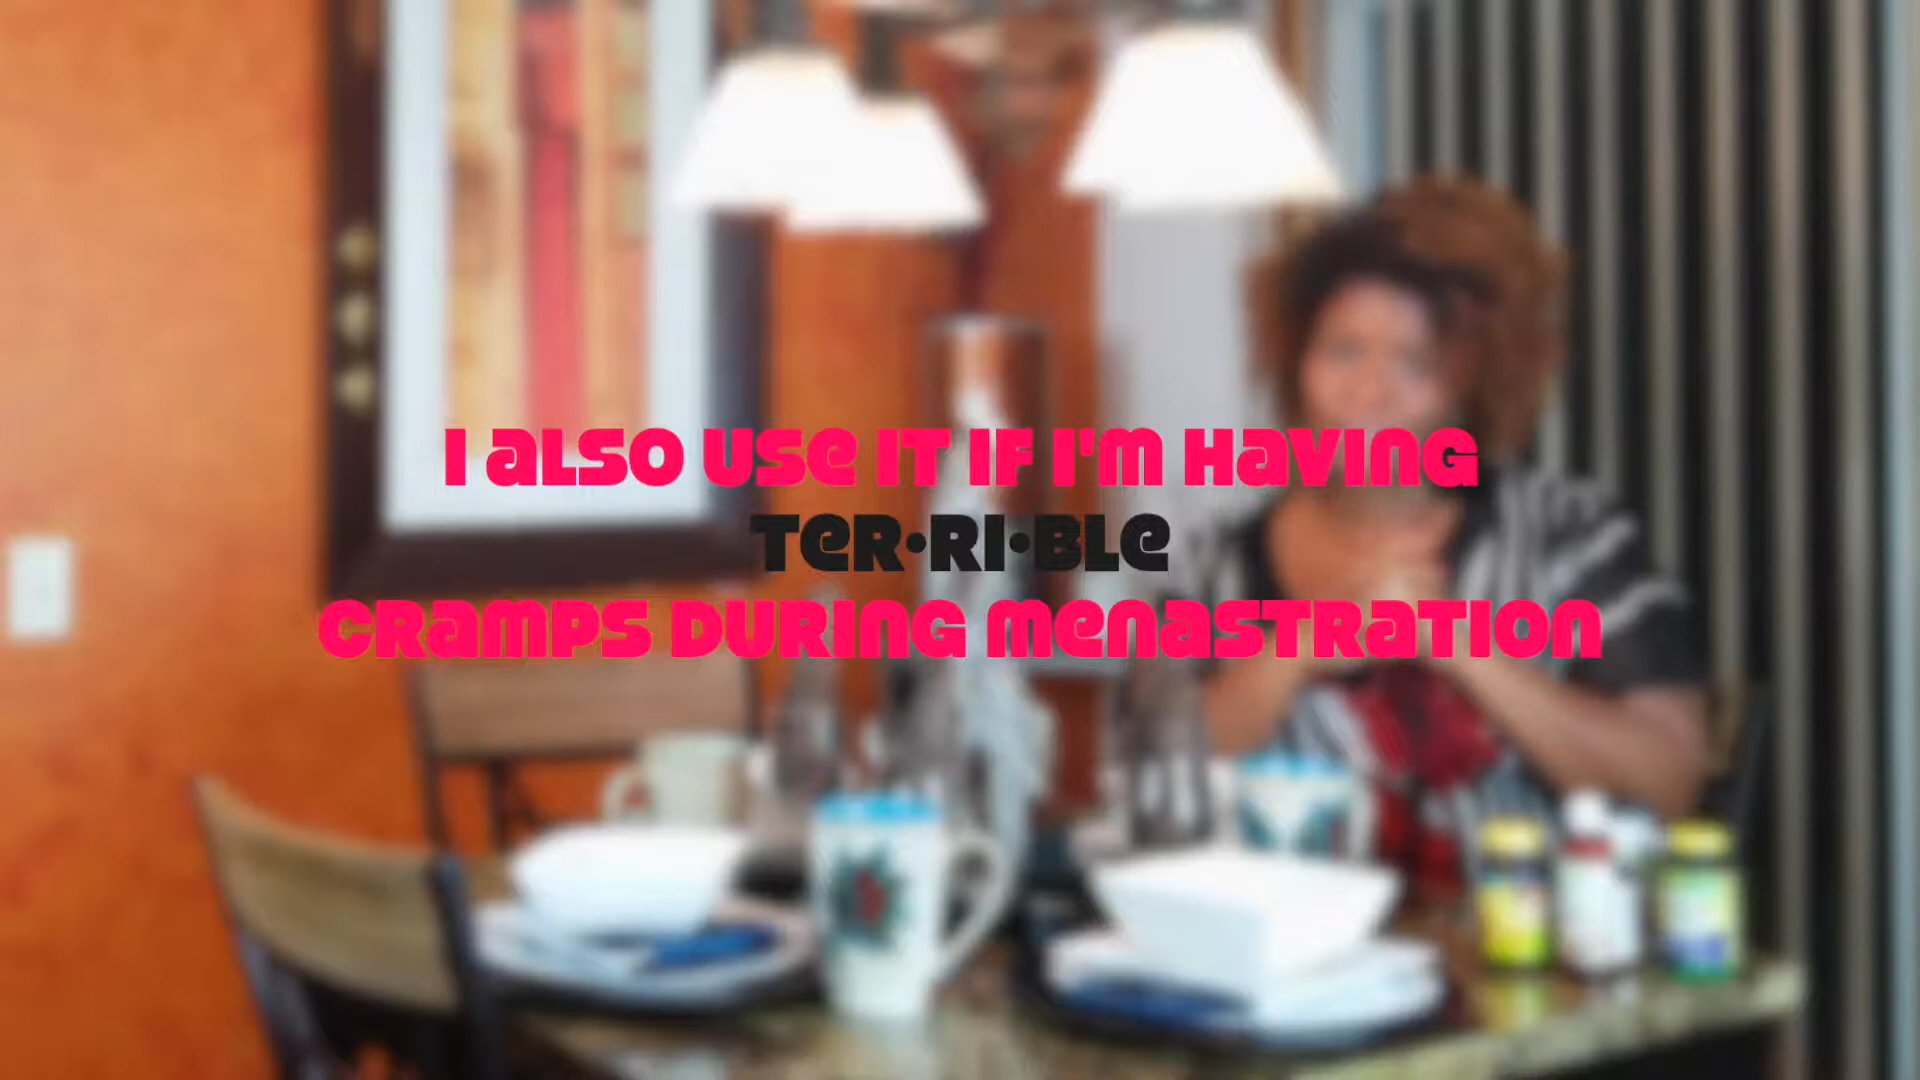 I also use it if I'm having
ter•ri•ble
cramps during menastration